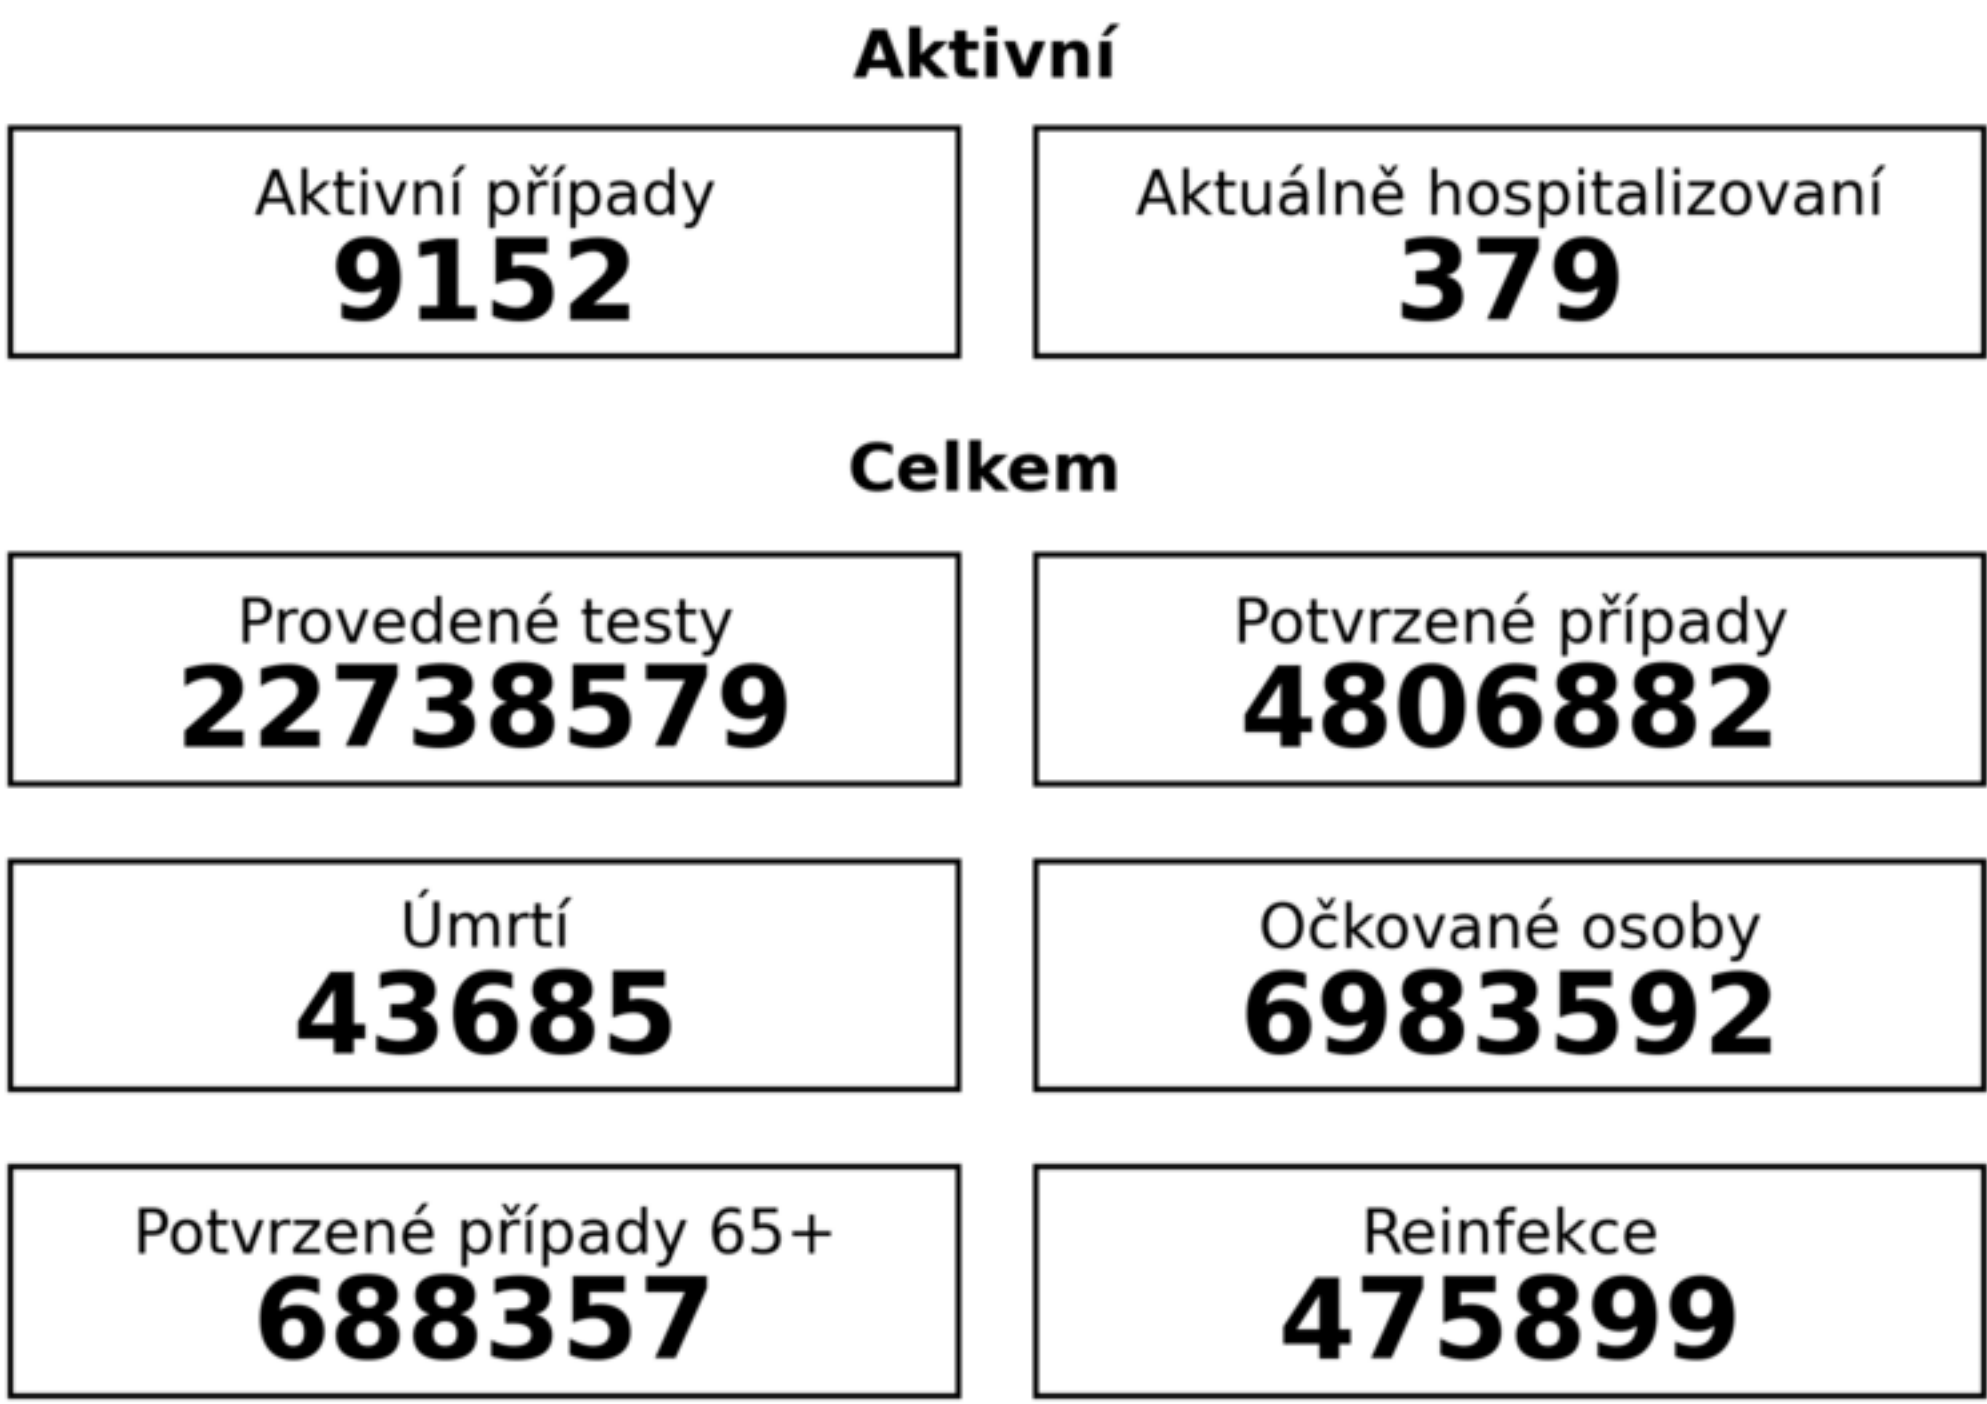 Aktivní
Aktivní případy
9152
Aktuálně hospitalizovaní
379
Celkem
Provedené testy
22738579
Potvrzené případy
4806882
Úmrtí
43685
Očkované osoby
6983592
Potvrzené případy 65+
688357
Reinfekce
475899